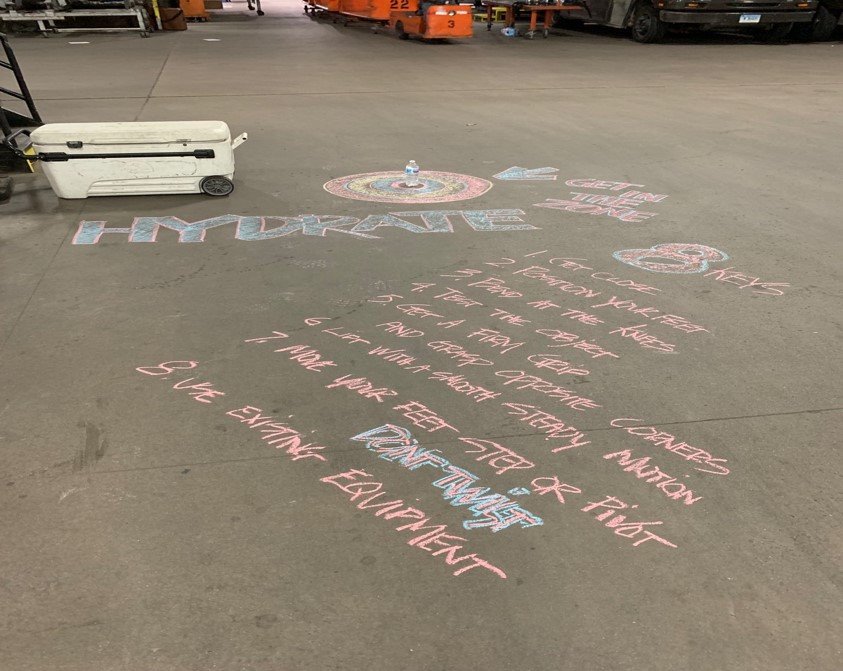 GET IN
THE
ZONE
HYDRATE
8 KEYS
1. GET CLOSE
2. POSITION YOUR FEET
3. BEND AT THE KNEES
4. TEST THE OBJECT
5. GET A FIRM GRIP
AND GRASP OPPOSITE CORNERS
6. LIFT WITH A SMOOTH STEADY MOTION
7. MOVE YOUR FEET STEP OR PIVOT
DON'T TWIST
8. USE EXISTING
EQUIPMENT
2
3